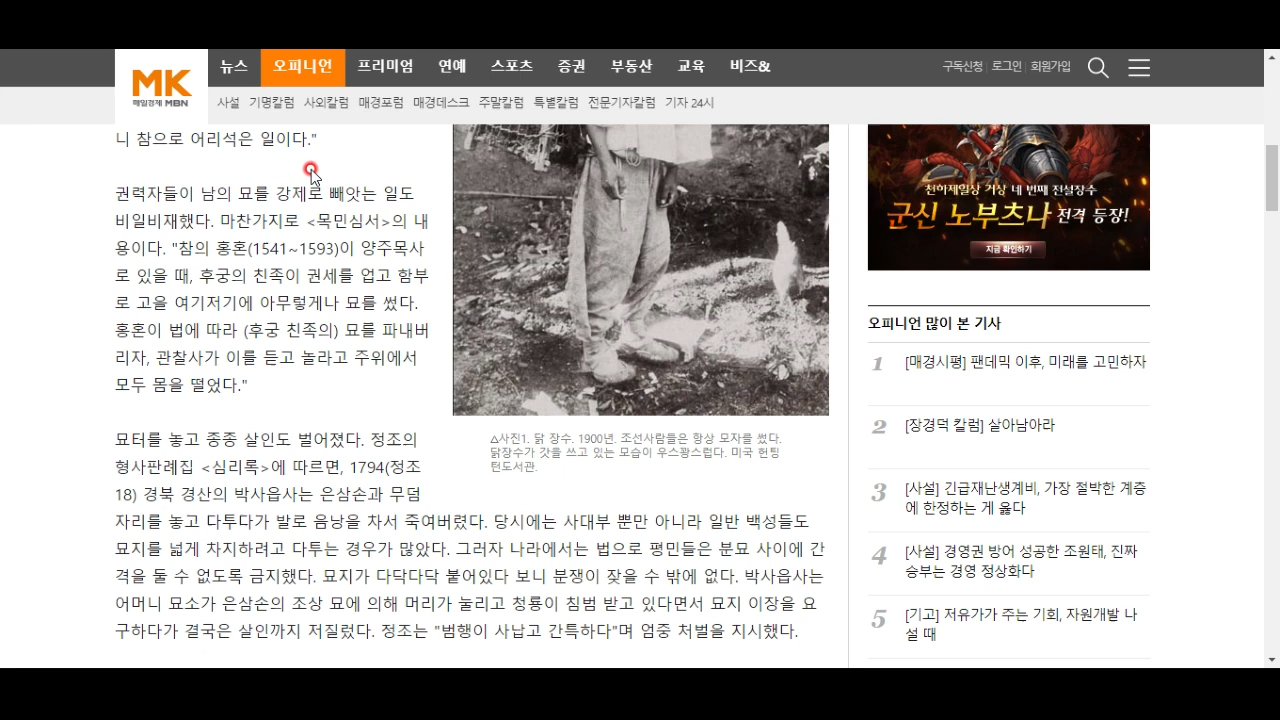 MK
매일경제 MBN
뉴스 오피니언 프리미엄 연예 스포츠 증권 부동산 교육 비즈&
구독신청 로그인 회원가입
사설 기명칼럼 사외칼럼 매경포럼 매경데스크 주말칼럼 특별칼럼 전문기자칼럼 기자 24시
니 참으로 어리석은 일이다."
권력자들이 남의 묘를 강제로 빼앗는 일도
비일비재했다. 마찬가지로 <목민심서>의 내
용이다. "참의 홍혼(1541~1593)이 양주목사
로 있을 때, 후궁의 친족이 권세를 업고 함부
로 고을 여기저기에 아무렇게나 묘를 썼다.
홍혼이 법에 따라 (후궁 친족의) 묘를 파내버
리자, 관찰사가 이를 듣고 놀라고 주위에서
모두 몸을 떨었다."
묘터를 놓고 종종 살인도 벌어졌다. 정조의
형사판례집 <심리록>에 따르면, 1794(정조
18) 경북 경산의 박사읍사는 은삼손과 무덤
자리를 놓고 다투다가 발로 음낭을 차서 죽여버렸다. 당시에는 사대부 뿐만 아니라 일반 백성들도
묘지를 넓게 차지하려고 다투는 경우가 많았다. 그러자 나라에서는 법으로 평민들은 분묘 사이에 간
격을 둘 수 없도록 금지했다. 묘지가 다닥다닥 붙어있다 보니 분쟁이 잦을 수 밖에 없다. 박사읍사는
어머니 묘소가 은삼손의 조상 묘에 의해 머리가 눌리고 청룡이 침범 받고 있다면서 묘지 이장을 요
구하다가 결국은 살인까지 저질렀다. 정조는 "범행이 사납고 간특하다"며 엄중 처벌을 지시했다.
△사진1. 닭 장수. 1900년. 조선사람들은 항상 모자를 썼다.
닭장수가 갓을 쓰고 있는 모습이 우스꽝스럽다. 미국 헌팅
턴도서관.
천하제일상 거상 네 번째 전설장수
군신 노부츠나 전격 등장!
지금 확인하기
오피니언 많이 본 기사
1 [매경시평] 팬데믹 이후, 미래를 고민하자
2 [장경덕 칼럼] 살아남아라
3 [사설] 긴급재난생계비, 가장 절박한 계층
에 한정하는 게 옳다
4 [사설] 경영권 방어 성공한 조원태, 진짜
승부는 경영 정상화다
5 [기고] 저유가가 주는 기회, 자원개발 나
설 때